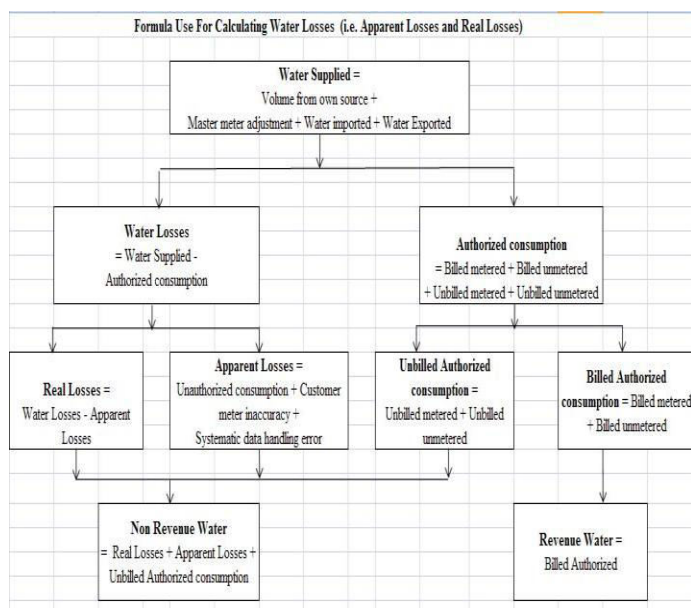 Formula Use For Calculating Water Losses (i.e. Apparent Losses and Real Losses)
Water Supplied =
Volume from own source +
Master meter adjustment + Water imported + Water Exported
Water Losses
= Water Supplied -
Authorized consumption
Authorized consumption
= Billed metered + Billed unmetered
+ Unbilled metered + Unbilled unmetered
Real Losses =
Water Losses - Apparent
Losses
Apparent Losses =
Unauthorized consumption + Customer
meter inaccuracy +
Systematic data handling error
Unbilled Authorized
consumption =
Unbilled metered + Unbilled
unmetered
Billed Authorized
consumption = Billed metered
+ Billed unmetered
Non Revenue Water
= Real Losses + Apparent Losses +
Unbilled Authorized consumption
Revenue Water =
Billed Authorized